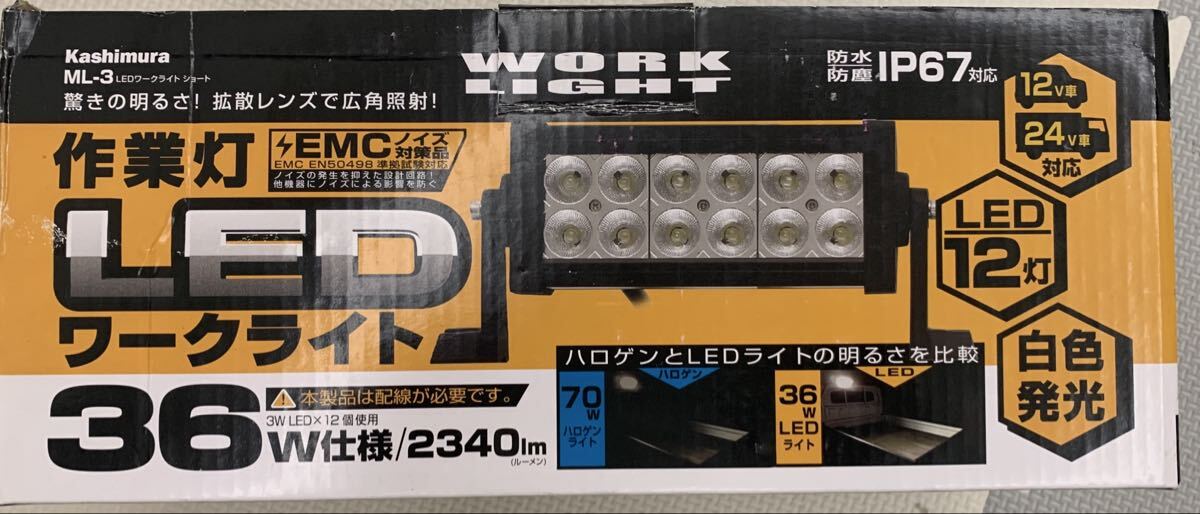 Kashimura
ML-3 LEDワークライト ショート
驚きの明るさ! 拡散レンズで広角照射!
WORK
LIGHT
防水
防塵 IP67対応
12V車
24V車
対応
作業灯
EMCノイズ
対策品
EMC EN50498 準拠試験対応
ノイズの発生を抑えた設計回路!
他機器にノイズによる影響を防ぐ
LED
ワークライト
LED
12灯
白色
発光
36
本製品は配線が必要です。
3W LED×12個使用
W仕様/2340lm
(ルーメン)
ハロゲンとLEDライトの明るさを比較
70
W
ハロゲン
ライト
ハロゲン
36
W
LED
ライト
LED